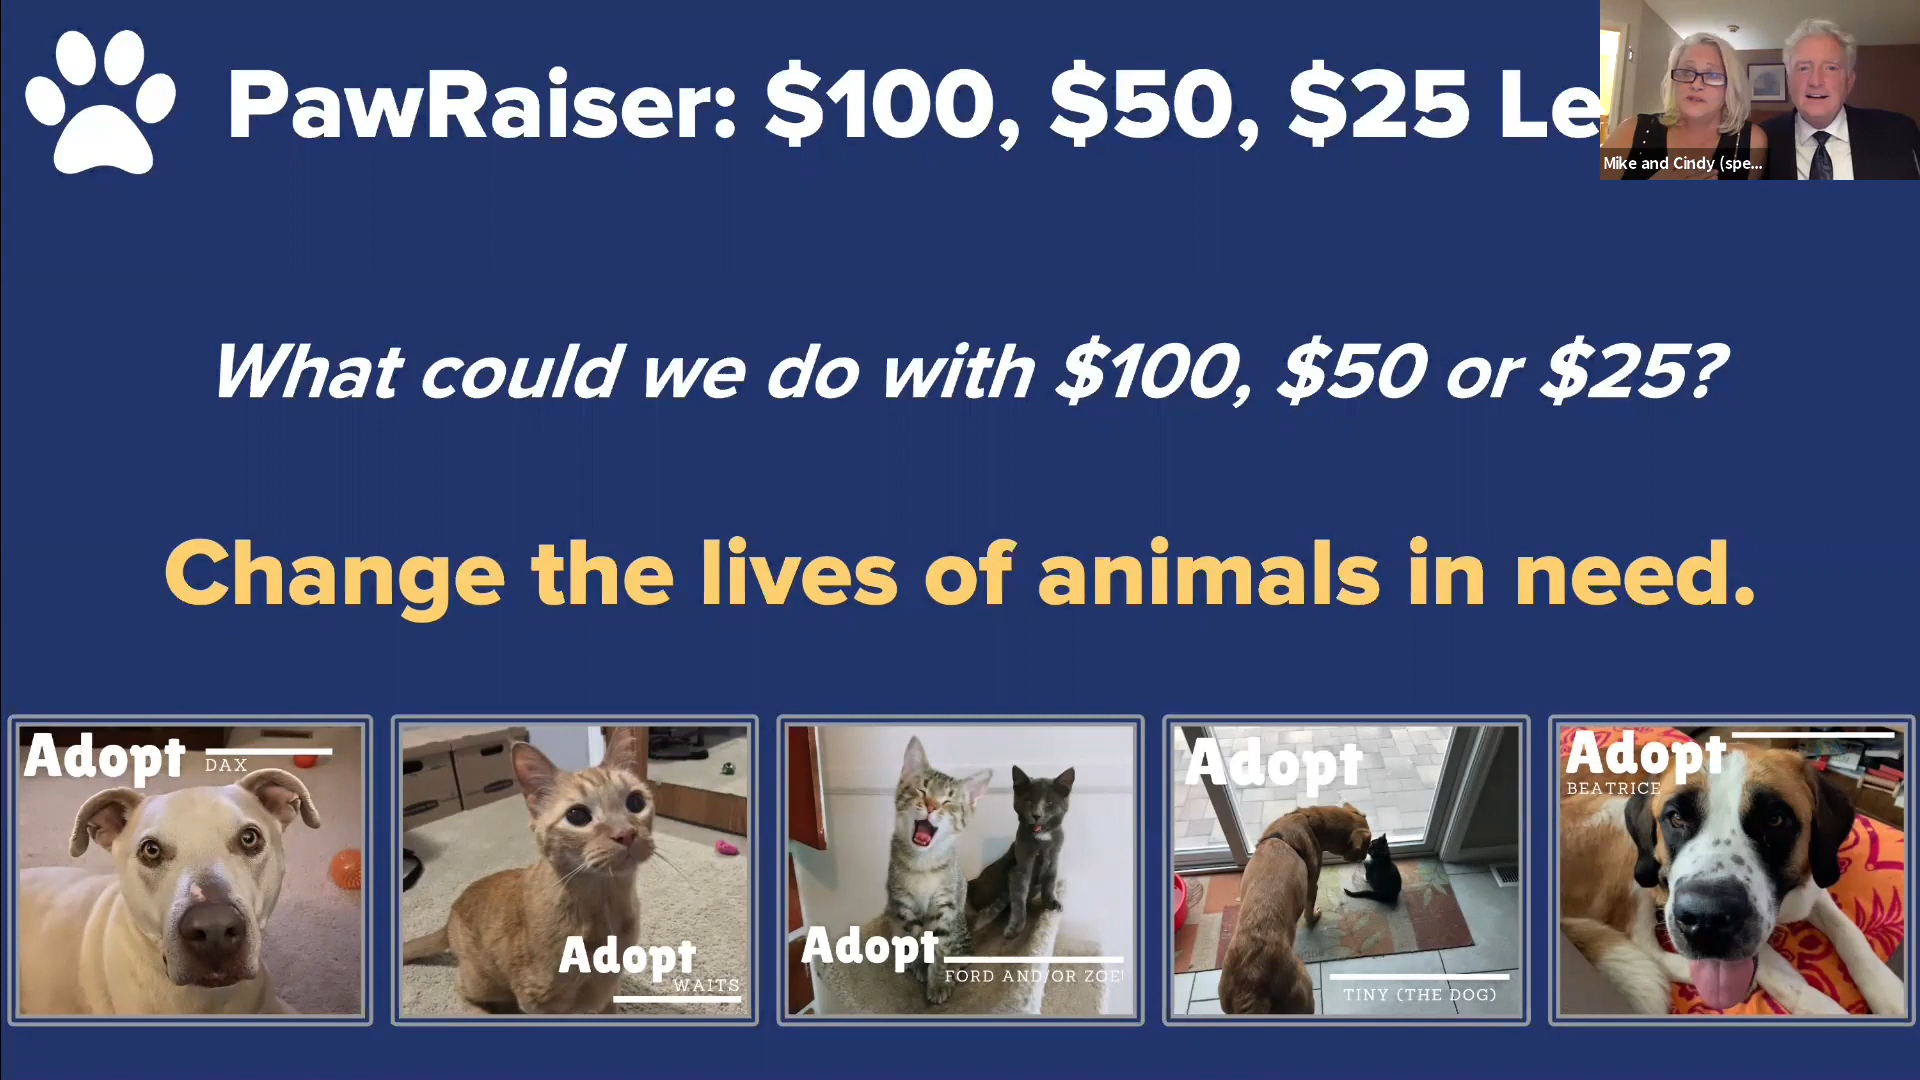 PawRaiser: $100, $50, $25 Le
Mike and Cindy (spe...
What could we do with $100, $50 or $25?
Change the lives of animals in need.
Adopt
DAX
Adopt
WAITS
Adopt
FORD AND/OR ZOE!
Adopt
TINY (THE DOG)
Adopt
BEATRICE